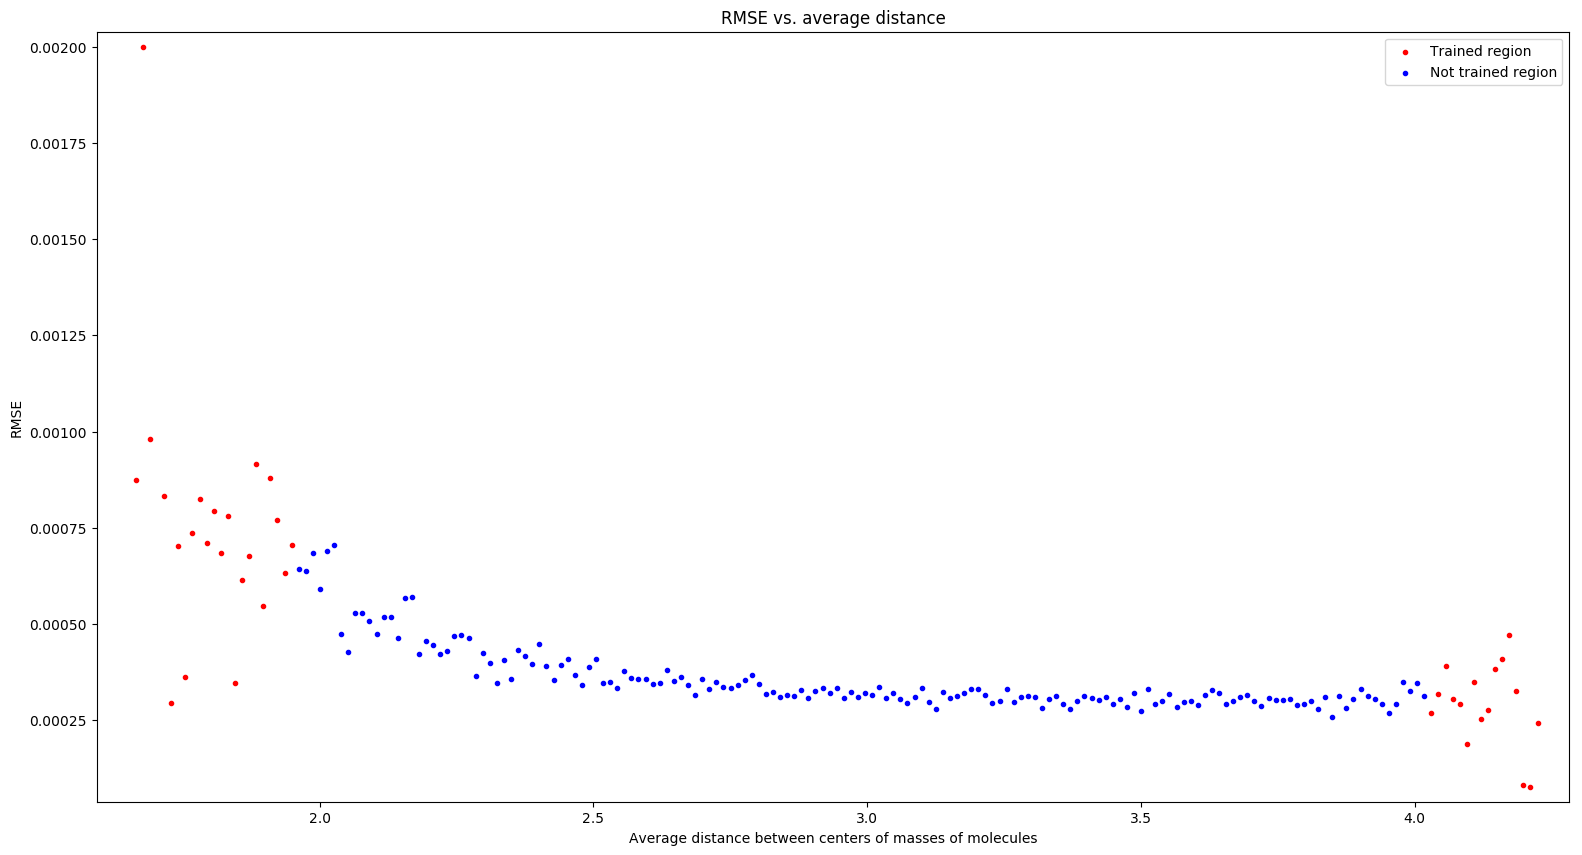 RMSE vs. average distance
Trained region
Not trained region
RMSE
0.00200
0.00175
0.00150
0.00125
0.00100
0.00075
0.00050
0.00025
2.0 2.5 3.0 3.5 4.0
Average distance between centers of masses of molecules